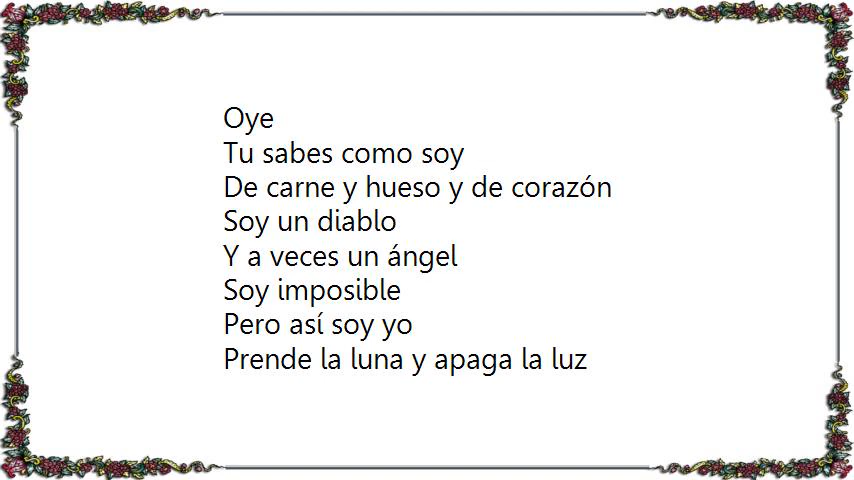 Oye
Tu sabes como soy
De carne y hueso y de corazón
Soy un diablo
Y a veces un ángel
Soy imposible
Pero así soy yo
Prende la luna y apaga la luz